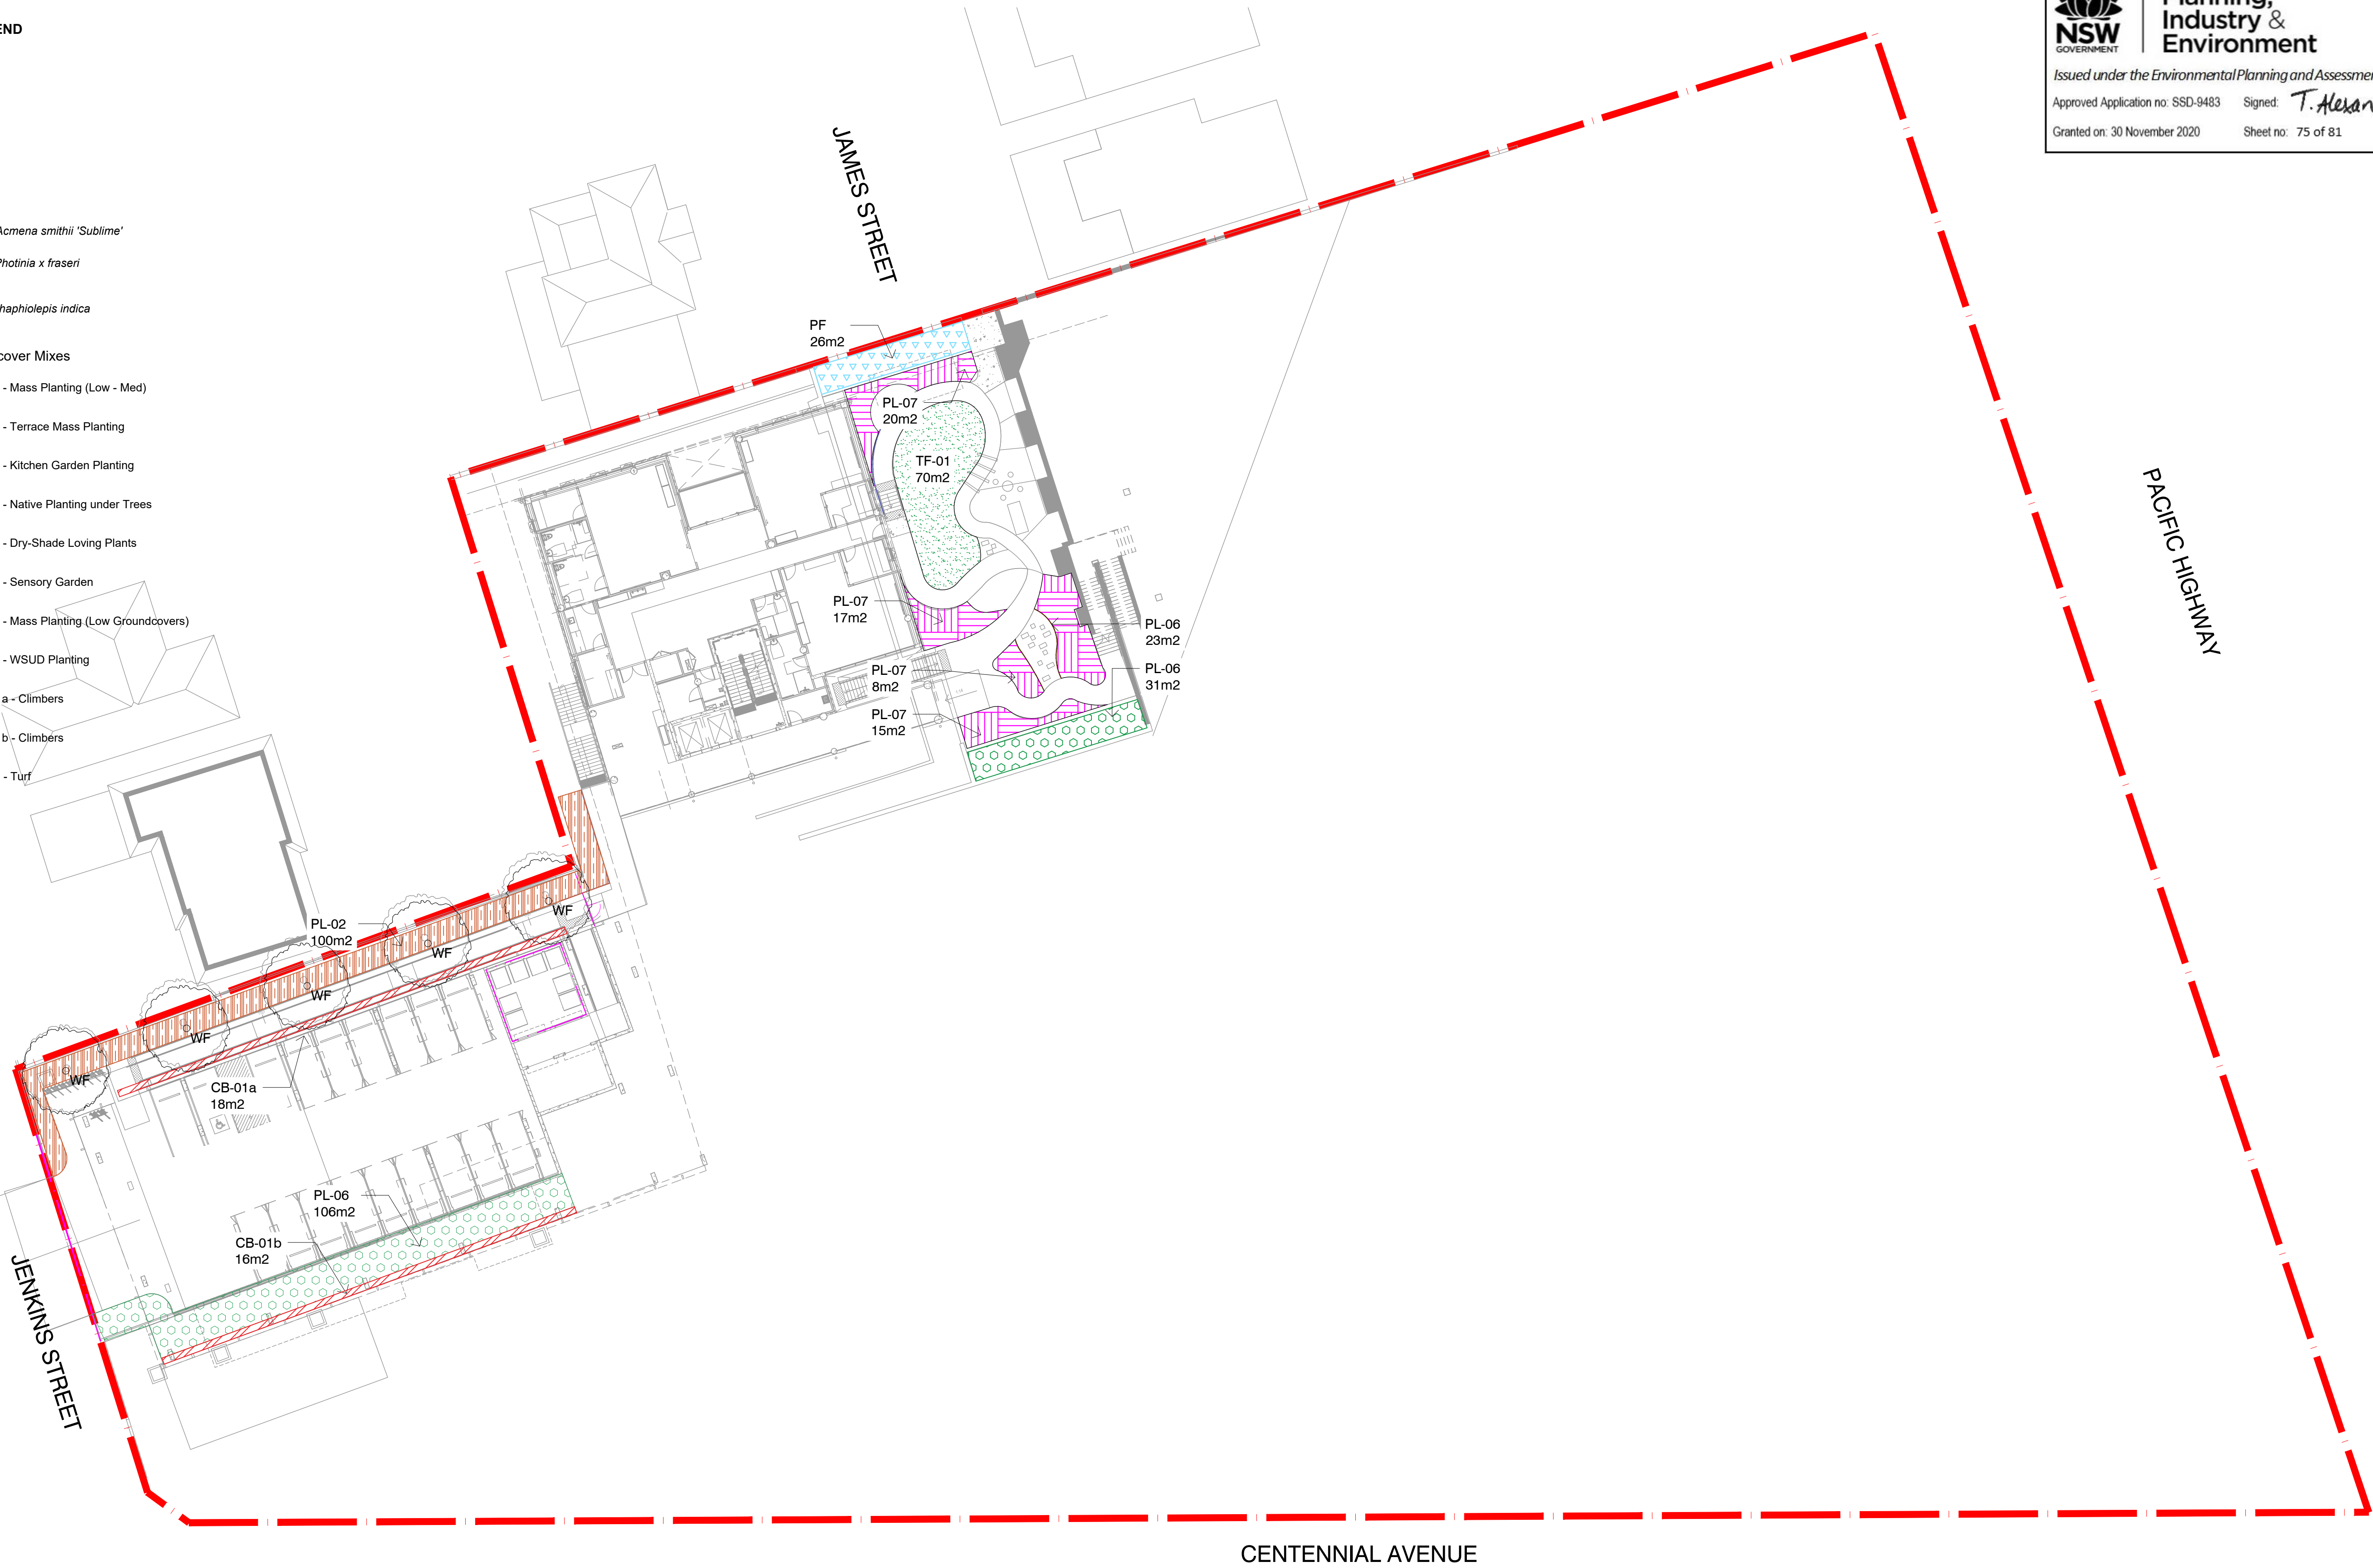 END
Acmena smithii 'Sublime'
Photinia x fraseri
haphiolepis indica
cover Mixes
- Mass Planting (Low - Med)
- Terrace Mass Planting
- Kitchen Garden Planting
- Native Planting under Trees
- Dry-Shade Loving Plants
- Sensory Garden
- Mass Planting (Low Groundcovers)
- WSUD Planting
a - Climbers
b - Climbers
- Turf
NSW
GOVERNMENT
Planning,
Industry &
Environment
Issued under the Environmental Planning and Assessmen
Approved Application no: SSD-9483 Signed: T. Alexan
Granted on: 30 November 2020 Sheet no: 75 of 81
JAMES STREET
PACIFIC HIGHWAY
PF
26m2
PL-07
20m2
TF-01
70m2
PL-07
17m2
PL-06
23m2
PL-07
8m2
PL-06
31m2
PL-07
15m2
PL-02
100m2
WF
WF
WF
WF
WF
CB-01a
18m2
PL-06
106m2
CB-01b
16m2
JENKINS STREET
CENTENNIAL AVENUE